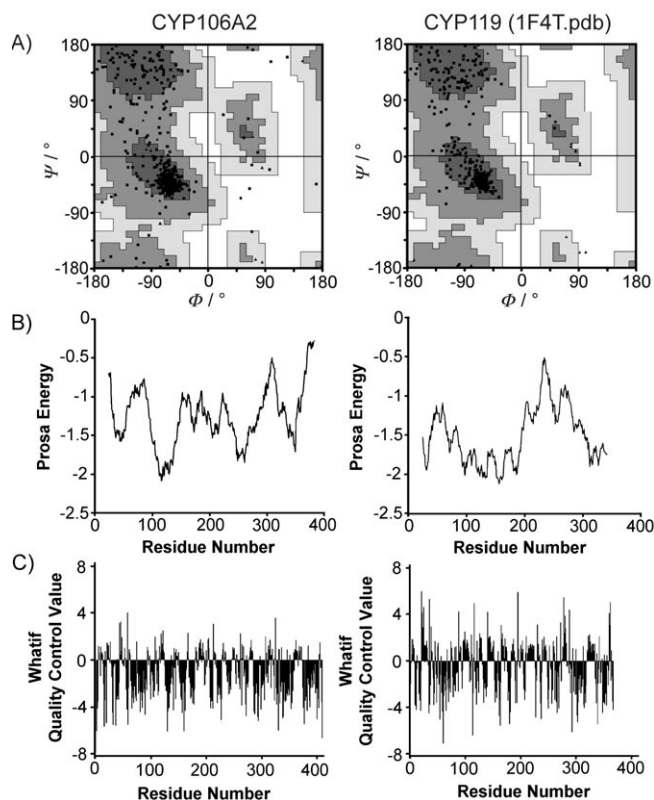 CYP106A2 CYP119 (1F4T.pdb)
A)
180 180
90 90
Ψ / ° 0 Ψ / ° 0
-90 -90
-180 -180
-180 -90 0 90 180 -180 -90 0 90 180
Φ / ° Φ / °
B)
0 0
-0.5 -0.5
-1 -1
Prosa Energy Prosa Energy
-1.5 -1.5
-2 -2
-2.5 -2.5
0 100 200 300 400 0 100 200 300 400
Residue Number Residue Number
C)
8 8
4 4
Whatif Quality Control Value 0 Whatif Quality Control Value 0
-4 -4
-8 -8
0 100 200 300 400 0 100 200 300 400
Residue Number Residue Number